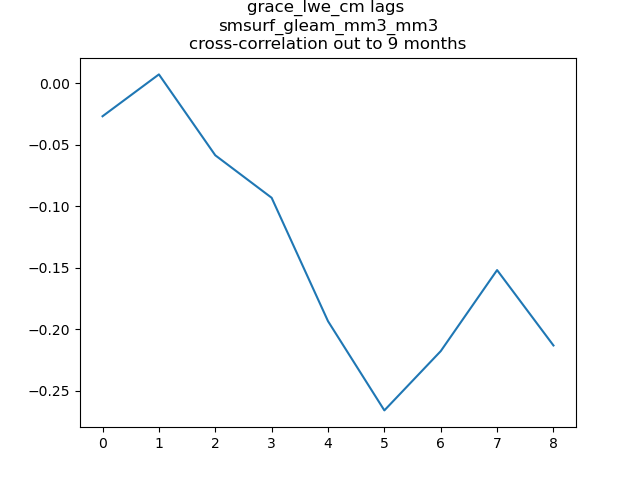 grace_lwe_cm lags
smsurf_gleam_mm3_mm3
cross-correlation out to 9 months
0.00
−0.05
−0.10
−0.15
−0.20
−0.25
0 1 2 3 4 5 6 7 8